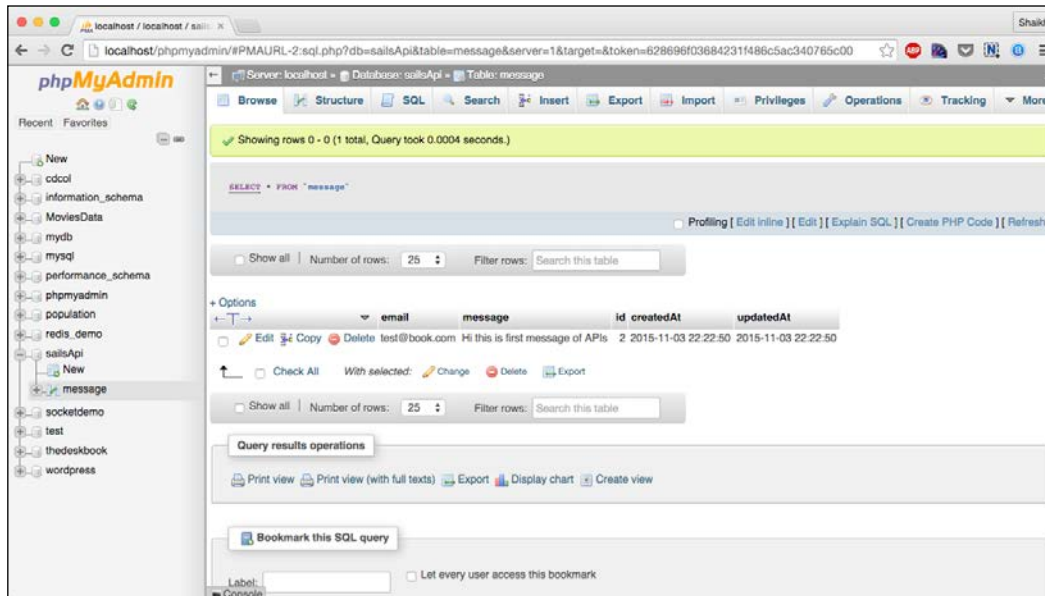 localhost / localhost / sails
Shaikh
localhost/phpmyadmin/#PMAURL-2:sql.php?db=sailsApi&table=message&server=1&target=&token=628696f03684231f486c5ac340765c00
phpMyAdmin
Recent Favorites
New
cdcol
information_schema
MoviesData
mydb
mysql
performance_schema
phpmyadmin
population
redis_demo
sailsApi
New
message
socketdemo
test
thedeskbook
wordpress
Server: localhost » Database: sailsApi » Table: message
Browse Structure SQL Search Insert Export Import Privileges Operations Tracking More
Showing rows 0 - 0 (1 total, Query took 0.0004 seconds.)
SELECT * FROM `message`
Profiling [ Edit inline ] [ Edit ] [ Explain SQL ] [ Create PHP Code ] [ Refresh
Show all | Number of rows: 25 Filter rows: Search this table
+ Options
←T→ email message id createdAt updatedAt
Edit Copy Delete test@book.com Hi this is first message of APIs 2 2015-11-03 22:22:50 2015-11-03 22:22:50
Check All With selected: Change Delete Export
Show all | Number of rows: 25 Filter rows: Search this table
Query results operations
Print view Print view (with full texts) Export Display chart Create view
Bookmark this SQL query
Label: Let every user access this bookmark
Console